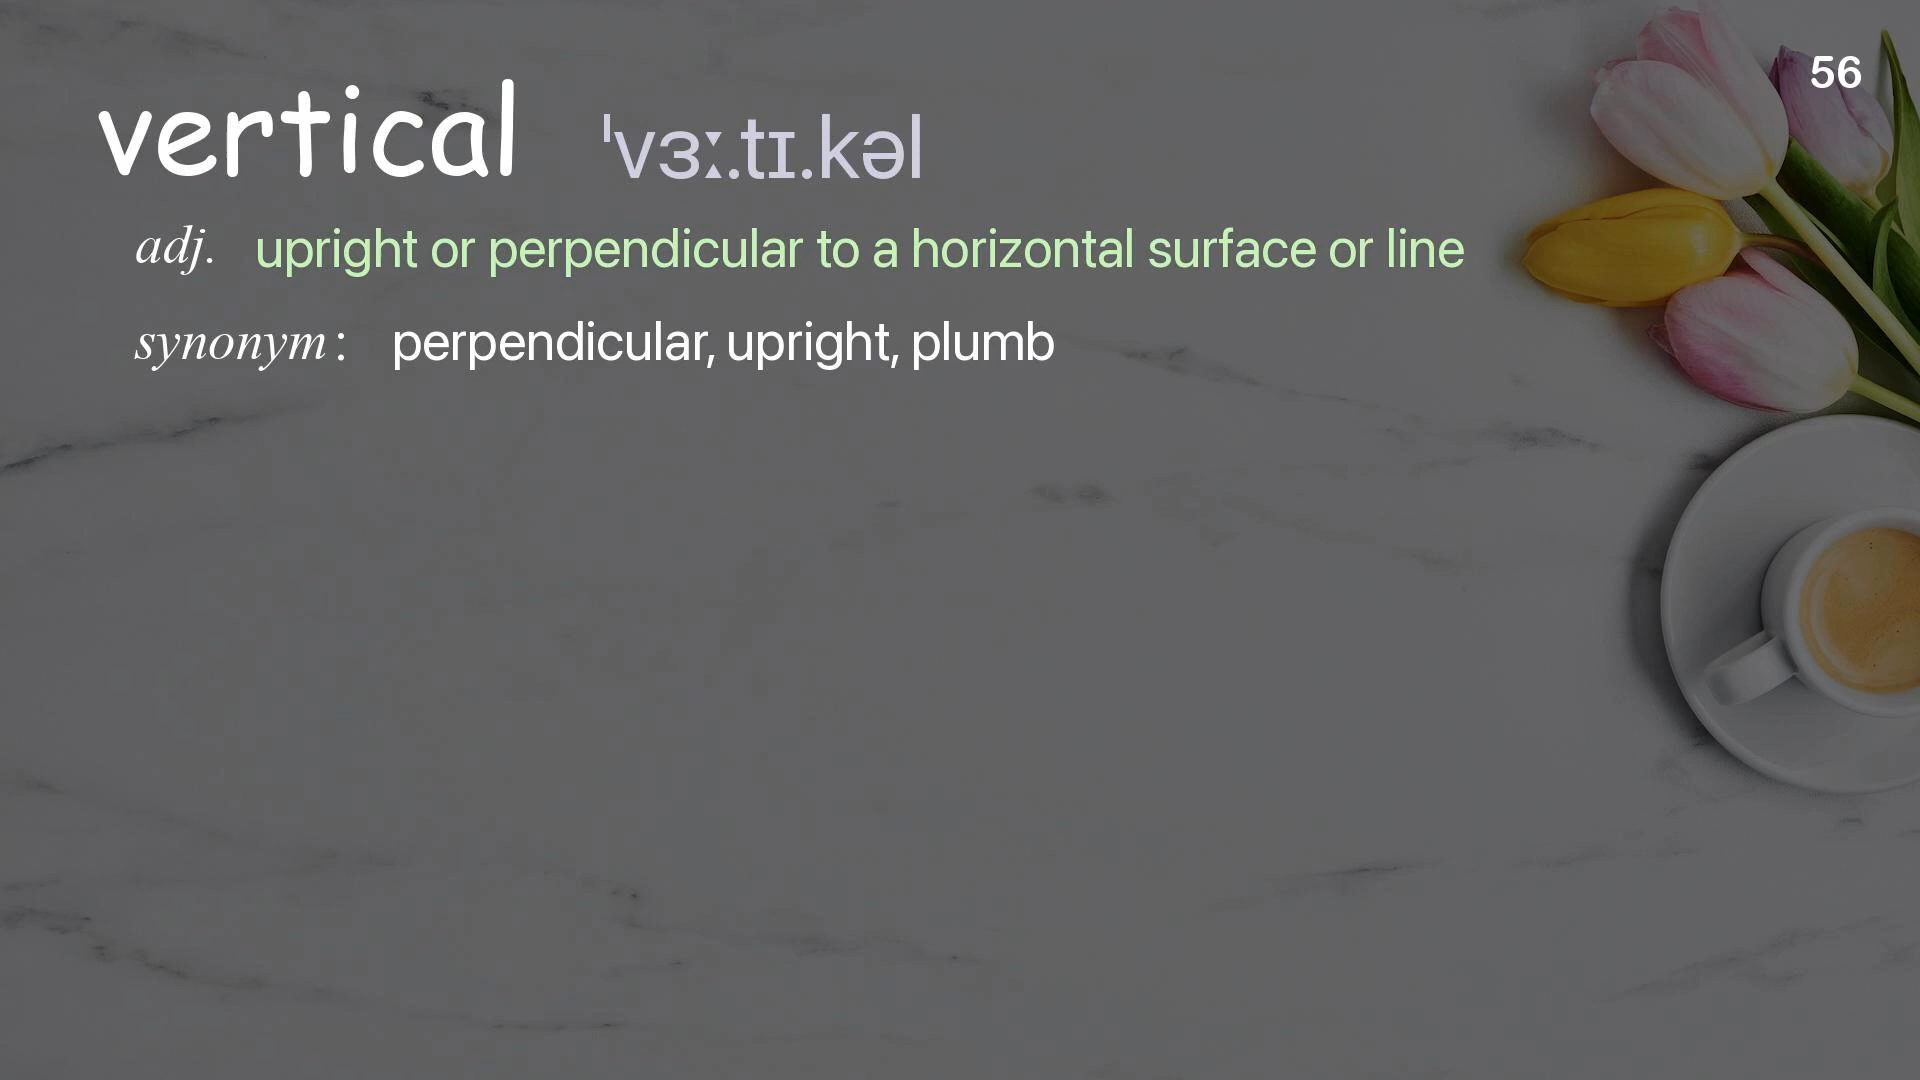 56
vertical ˈvɜː.tɪ.kəl
adj. upright or perpendicular to a horizontal surface or line
synonym: perpendicular, upright, plumb